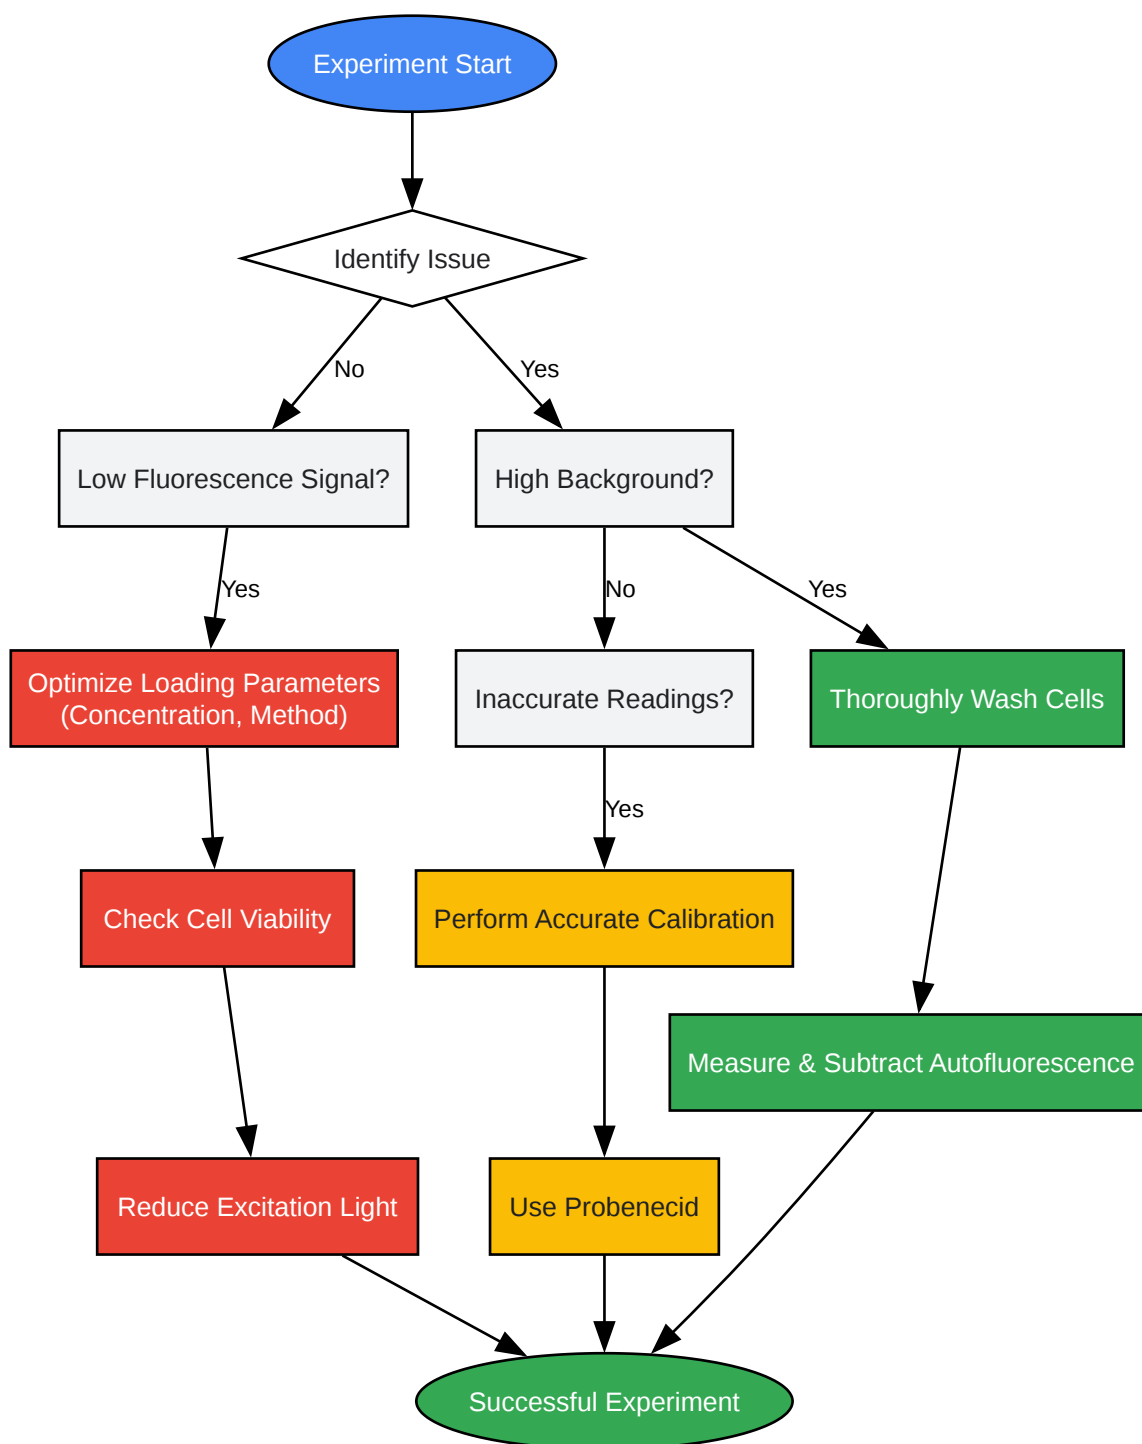 Experiment Start
Identify Issue
No
Yes
Low Fluorescence Signal?
High Background?
Yes
No
Yes
Optimize Loading Parameters
(Concentration, Method)
Inaccurate Readings?
Thoroughly Wash Cells
Yes
Check Cell Viability
Perform Accurate Calibration
Measure & Subtract Autofluorescence
Reduce Excitation Light
Use Probenecid
Successful Experiment